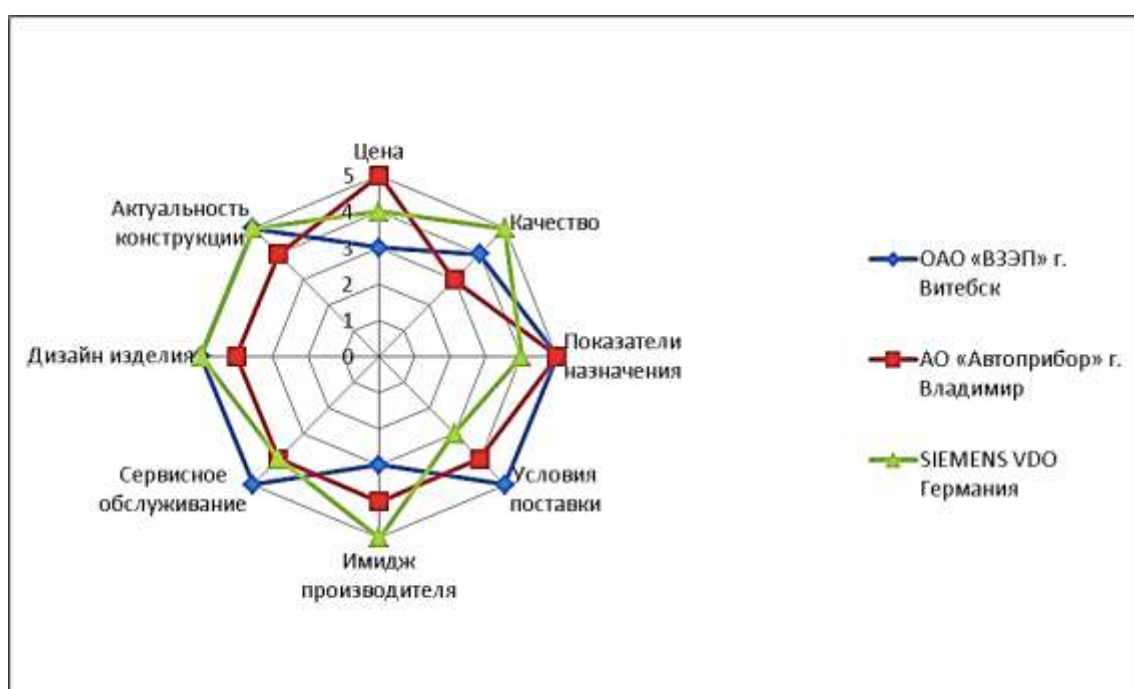 Цена
5
4
3
2
1
0
Качество
Показатели
назначения
Условия
поставки
Имидж
производителя
Сервисное
обслуживание
Дизайн изделия
Актуальность
конструкции
ОАО «ВЗЭП» г.
Витебск
АО «Автоприбор» г.
Владимир
SIEMENS VDO
Германия